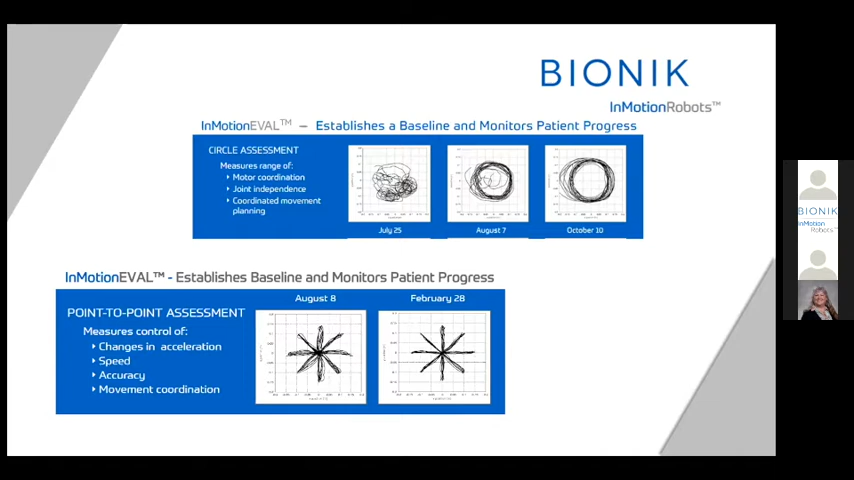 BIONIK
InMotionRobots™
InMotionEVAL™ – Establishes a Baseline and Monitors Patient Progress
CIRCLE ASSESSMENT
Measures range of:
Motor coordination
Joint independence
Coordinated movement
planning
July 25
August 7
October 10
InMotionEVAL™ - Establishes Baseline and Monitors Patient Progress
POINT-TO-POINT ASSESSMENT
Measures control of:
Changes in acceleration
Speed
Accuracy
Movement coordination
August 8
February 28
BIONIK
InMotion
Robots™